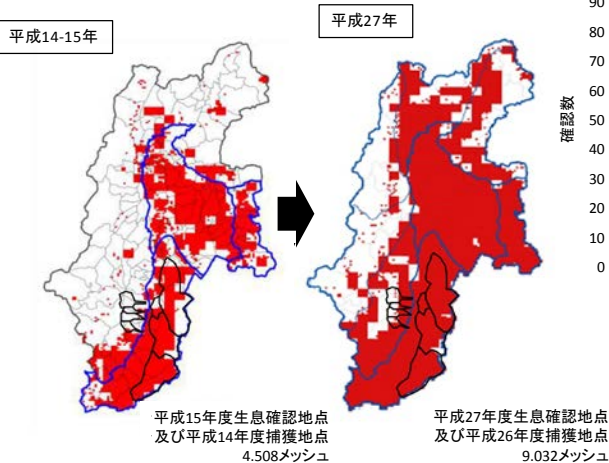 平成14-15年
平成27年
平成15年度生息確認地点
及び平成14年度捕獲地点
4.508メッシュ
平成27年度生息確認地点
及び平成26年度捕獲地点
9.032メッシュ
確認数
90
80
70
60
50
40
30
20
10
0